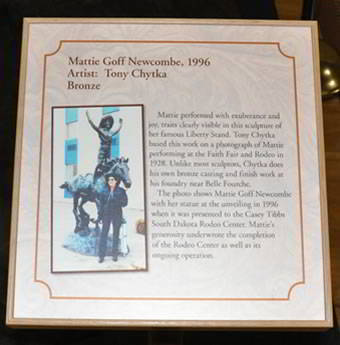 Mattie Goff Newcombe, 1996
Artist: Tony Chytka
Bronze
Mattie performed with exuberance and
joy, traits clearly visible in this sculpture of
her famous Liberty Stand. Tony Chytka
based this work on a photograph of Mattie
performing at the Faith Fair and Rodeo in
1928. Unlike most sculptors, Chytka does
his own bronze casting and finish work at
his foundry near Belle Fourche.
The photo shows Mattie Goff Newcombe
with her statue at the unveiling in 1996
when it was presented to the Casey Tibbs
South Dakota Rodeo Center. Mattie's
generosity underwrote the completion
of the Rodeo Center as well as its
ongoing operation.